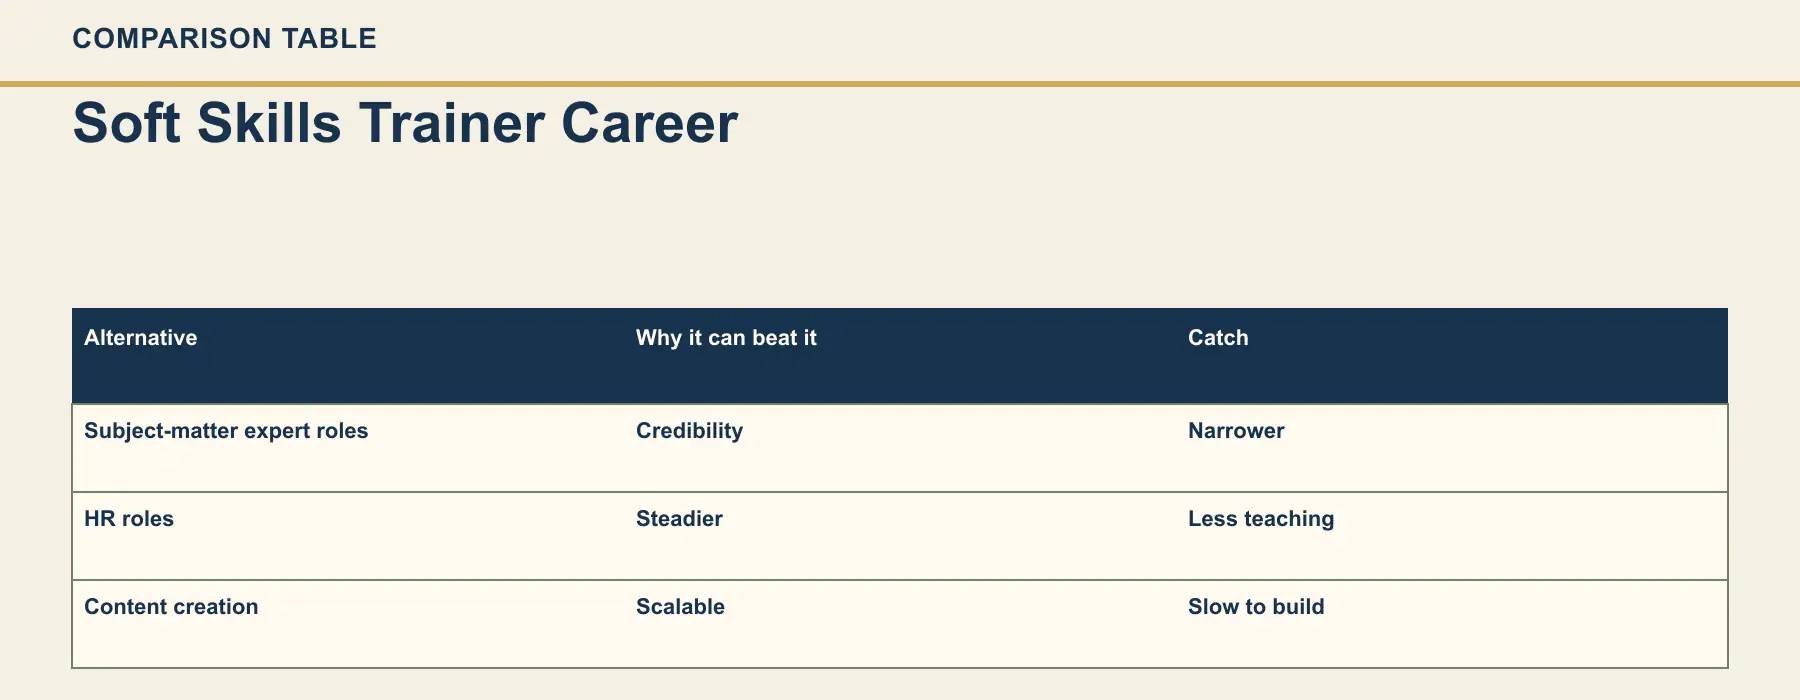 COMPARISON TABLE
Soft Skills Trainer Career
Alternative Why it can beat it Catch
Subject-matter expert roles Credibility Narrower
HR roles Steadier Less teaching
Content creation Scalable Slow to build